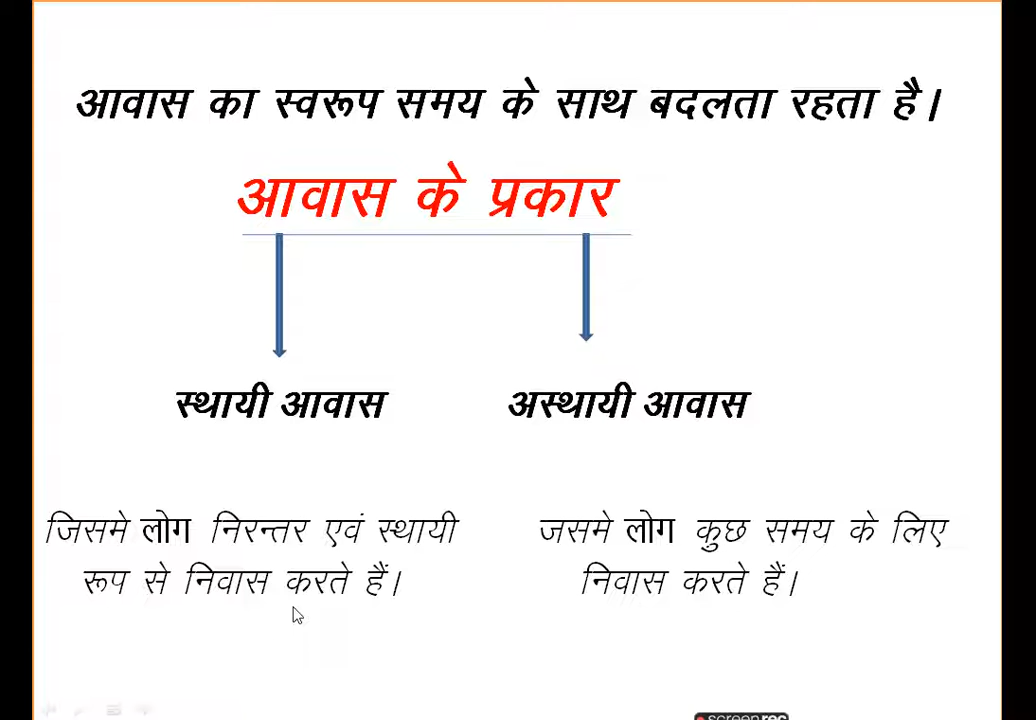 आवास का स्वरूप समय के साथ बदलता रहता है।
आवास के प्रकार
स्थायी आवास अस्थायी आवास
जिसमे लोग निरन्तर एवं स्थायी जसमे लोग कुछ समय के लिए
रूप से निवास करते हैं। निवास करते हैं।